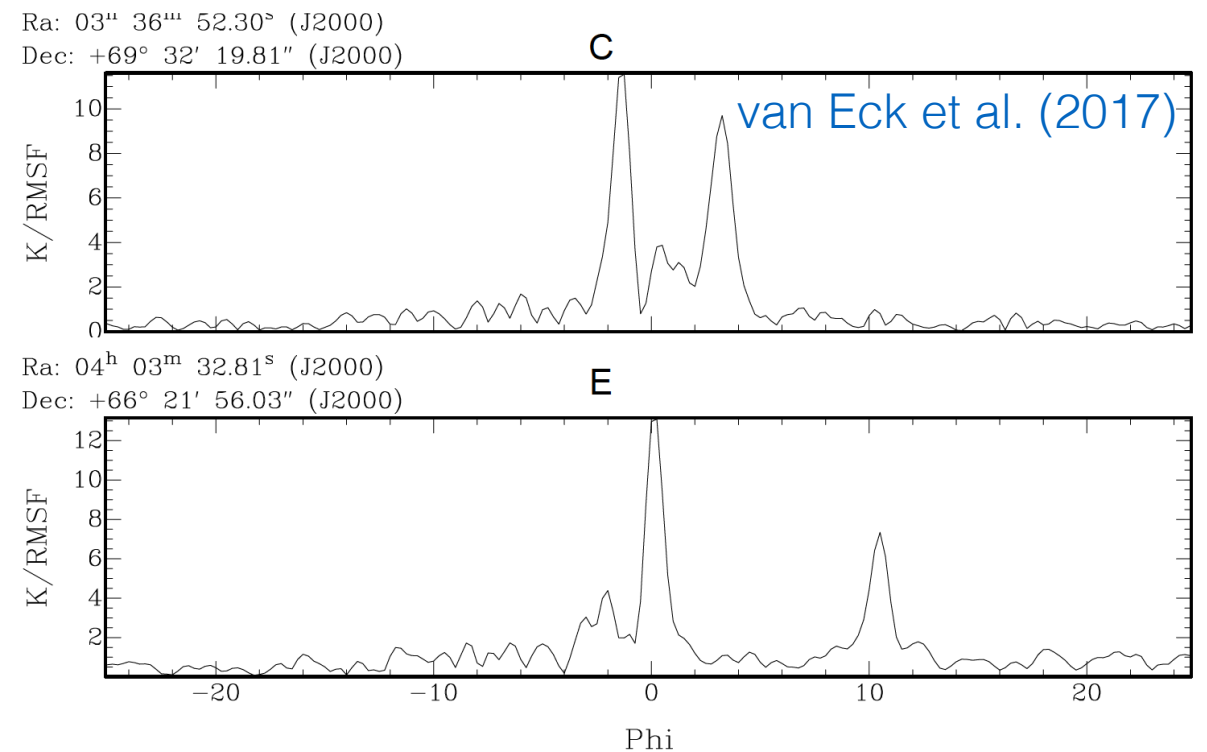 Ra: 03ʰ 36ᵐ 52.30ˢ (J2000)
Dec: +69° 32′ 19.81″ (J2000)
C
van Eck et al. (2017)
10
8
6
4
2
0
K/RMSF
Ra: 04ʰ 03ᵐ 32.81ˢ (J2000)
Dec: +66° 21′ 56.03″ (J2000)
E
12
10
8
6
4
2
K/RMSF
−20 −10 0 10 20
Phi